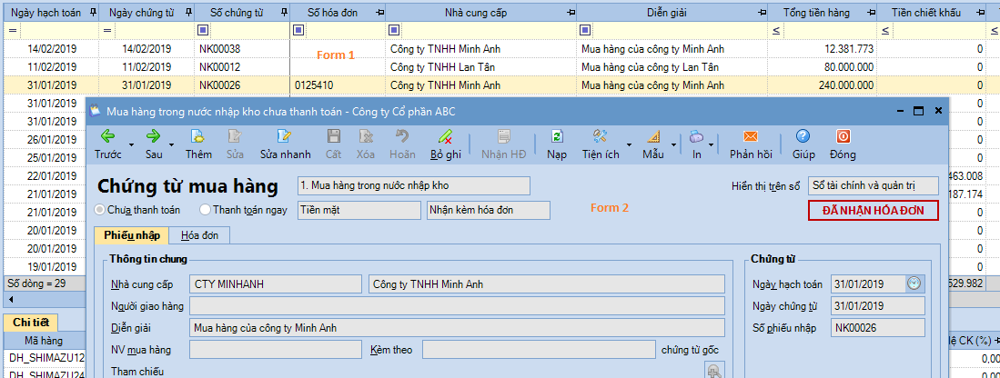 Ngày hạch toán Ngày chứng từ Số chứng từ Số hóa đơn Nhà cung cấp Diễn giải Tổng tiền hàng Tiền chiết khấu
= = ≤ ≤ ≤
14/02/2019 14/02/2019 NK00038 Công ty TNHH Minh Anh Mua hàng của công ty Minh Anh 12.381.773 0
Form 1
11/02/2019 11/02/2019 NK00012 Công ty TNHH Lan Tân Mua hàng của công ty Lan Tân 80.000.000 0
31/01/2019 31/01/2019 NK00026 0125410 Công ty TNHH Minh Anh Mua hàng của công ty Minh Anh 240.000.000 0
31/01/2019 0
31/01/2019 0
26/01/2019 0
25/01/2019 0
22/01/2019 463.008 0
21/01/2019 187.174 0
21/01/2019 0
20/01/2019 0
20/01/2019 0
19/01/2019 0
Số dòng = 29 529.982
Chi tiết
Mã hàng ệ CK (%)
DH_SHIMAZU12 0,00
DH_SHIMAZU24 0,00
Mua hàng trong nước nhập kho chưa thanh toán - Công ty Cổ phần ABC
Trước Sau Thêm Sửa Sửa nhanh Cất Xóa Hoãn Bỏ ghi Nhận HĐ Nạp Tiện ích Mẫu In Phản hồi Giúp Đóng
Chứng từ mua hàng 1. Mua hàng trong nước nhập kho Hiển thị trên sổ Sổ tài chính và quản trị
Chưa thanh toán Thanh toán ngay Tiền mặt Nhận kèm hóa đơn Form 2 ĐÃ NHẬN HÓA ĐƠN
Phiếu nhập Hóa đơn
Thông tin chung
Nhà cung cấp CTY MINHANH Công ty TNHH Minh Anh
Người giao hàng
Diễn giải Mua hàng của công ty Minh Anh
NV mua hàng Kèm theo chứng từ gốc
Tham chiếu
Chứng từ
Ngày hạch toán 31/01/2019
Ngày chứng từ 31/01/2019
Số phiếu nhập NK00026